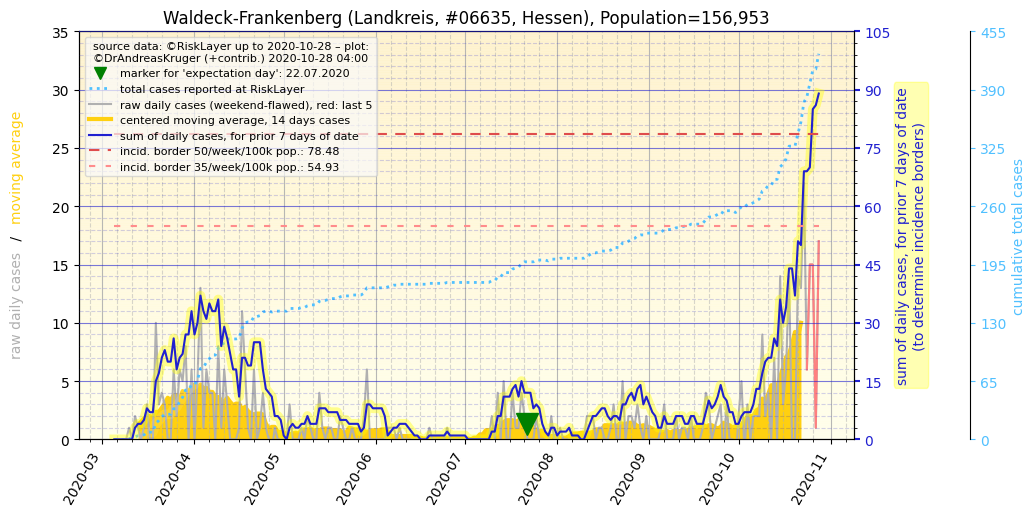 Waldeck-Frankenberg (Landkreis, #06635, Hessen), Population=156,953
source data: ©RiskLayer up to 2020-10-28 – plot:
©DrAndreasKruger (+contrib.) 2020-10-28 04:00
marker for 'expectation day': 22.07.2020
total cases reported at RiskLayer
raw daily cases (weekend-flawed), red: last 5
centered moving average, 14 days cases
sum of daily cases, for prior 7 days of date
incid. border 50/week/100k pop.: 78.48
incid. border 35/week/100k pop.: 54.93
raw daily cases / moving average
35
30
25
20
15
10
5
0
105
90
75
60
45
30
15
0
sum of daily cases, for prior 7 days of date
(to determine incidence borders)
455
390
325
260
195
130
65
0
cumulative total cases
2020-03
2020-04
2020-05
2020-06
2020-07
2020-08
2020-09
2020-10
2020-11